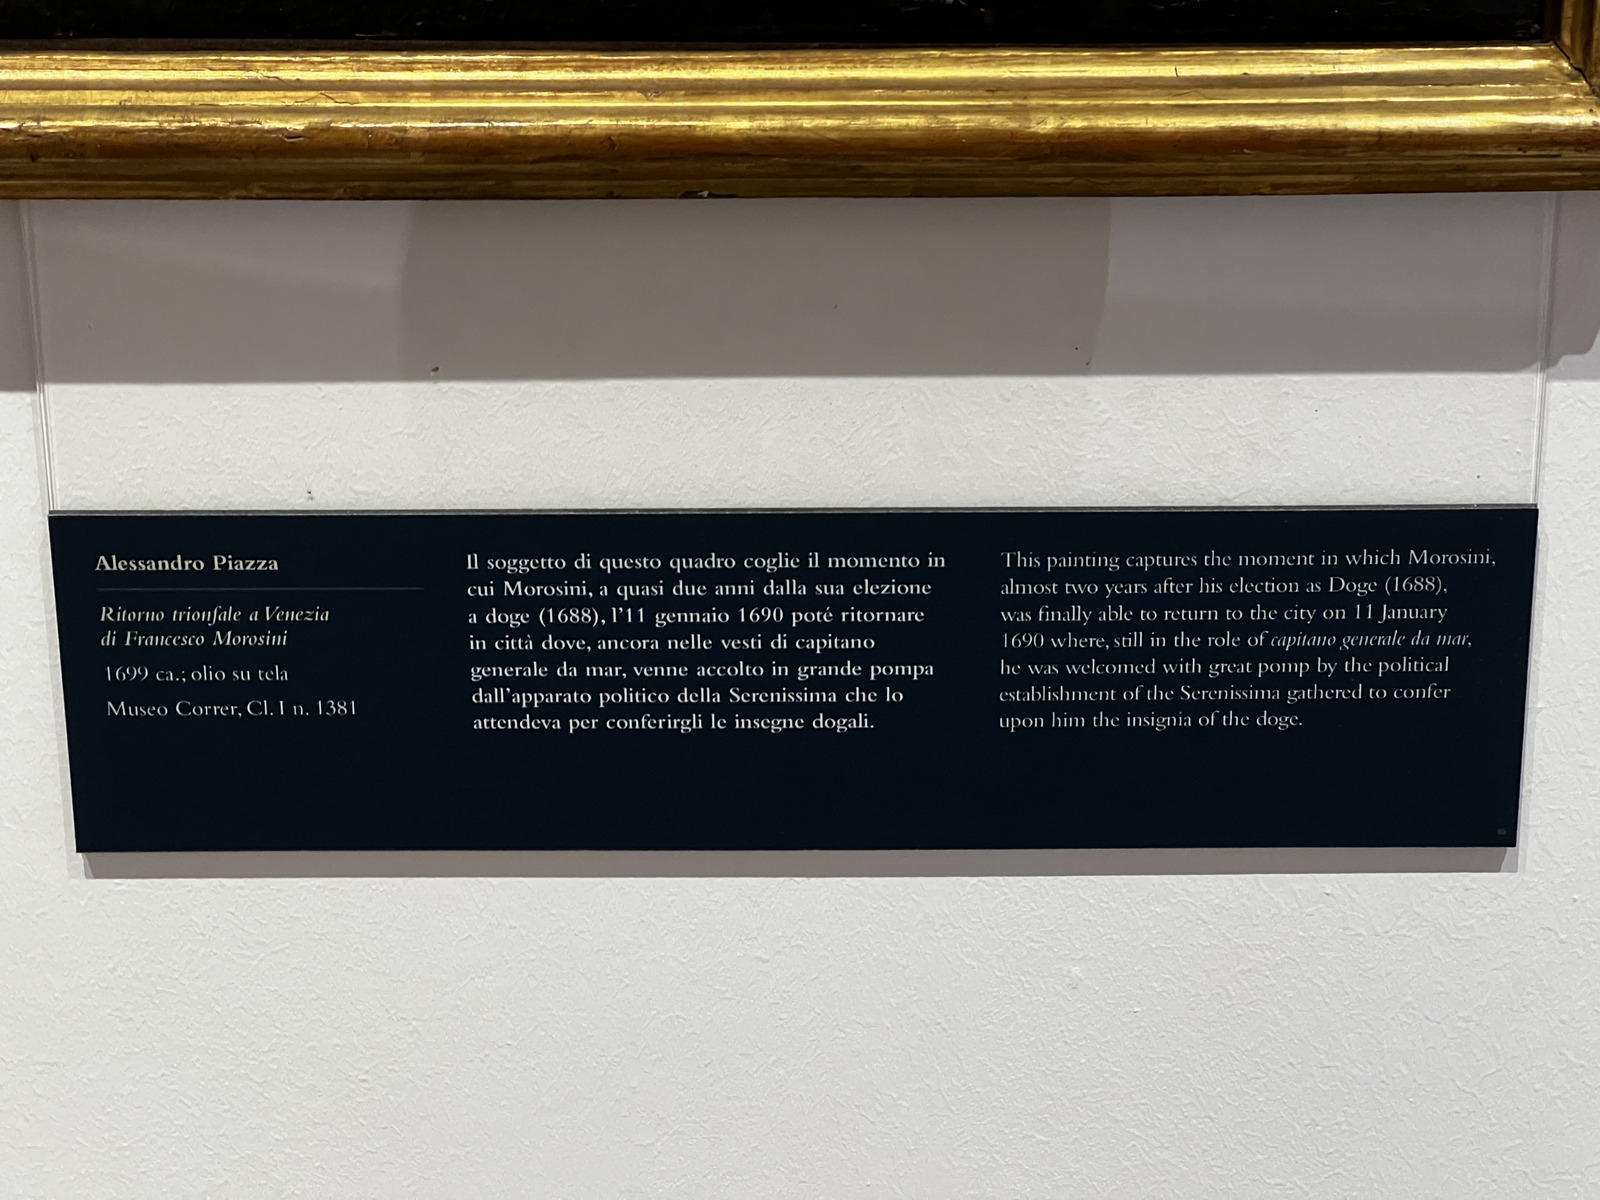 Alessandro Piazza
Ritorno trionfale a Venezia
di Francesco Morosini
1699 ca.; olio su tela
Museo Correr, Cl. I n. 1381
Il soggetto di questo quadro coglie il momento in
cui Morosini, a quasi due anni dalla sua elezione
a doge (1688), l'11 gennaio 1690 poté ritornare
in città dove, ancora nelle vesti di capitano
generale da mar, venne accolto in grande pompa
dall'apparato politico della Serenissima che lo
attendeva per conferirgli le insegne dogali.
This painting captures the moment in which Morosini,
almost two years after his election as Doge (1688),
was finally able to return to the city on 11 January
1690 where, still in the role of capitano generale da mar,
he was welcomed with great pomp by the political
establishment of the Serenissima gathered to confer
upon him the insignia of the doge.